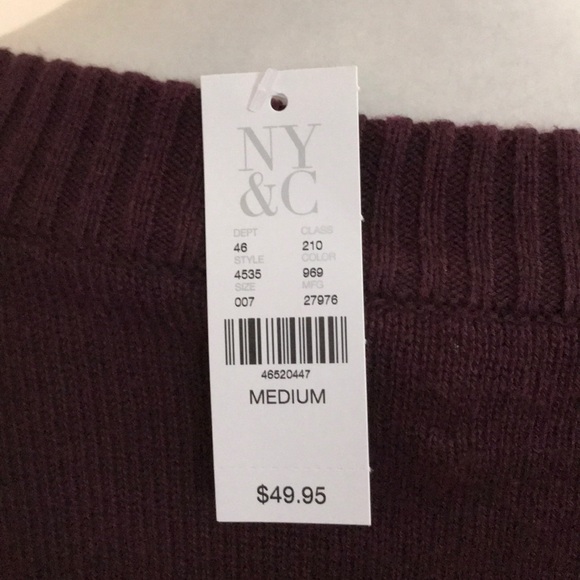 NY
&C
DEPT CLASS
46 210
STYLE COLOR
4535 969
SIZE MFG
007 27976
46520447
MEDIUM
$49.95